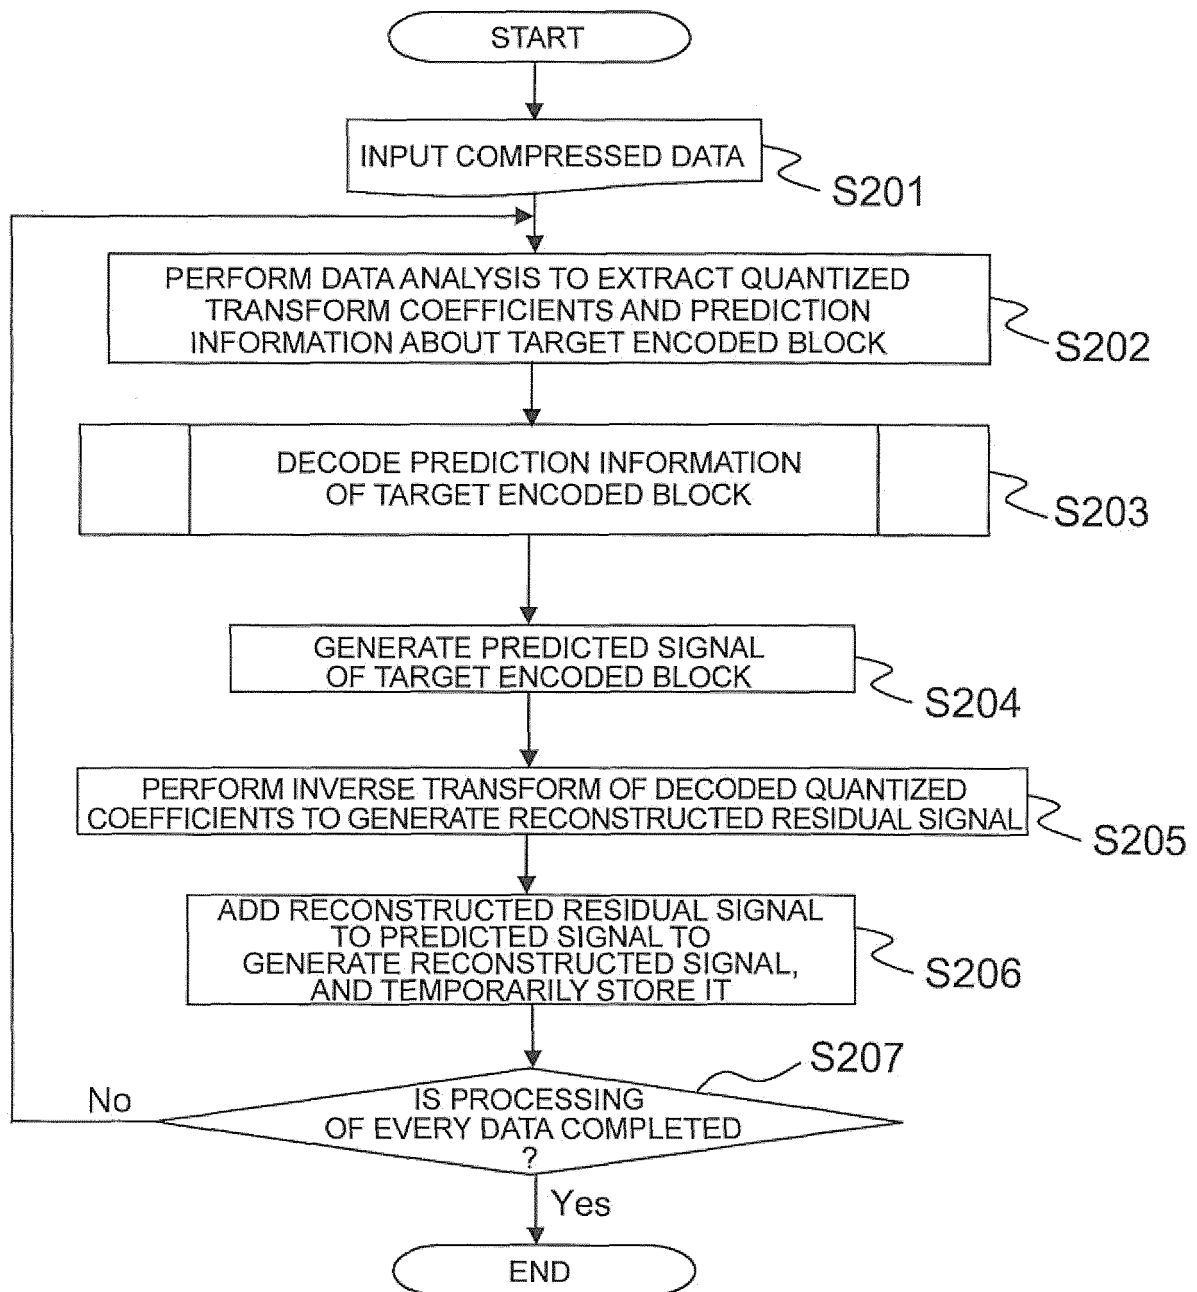 START
INPUT COMPRESSED DATA
S201
PERFORM DATA ANALYSIS TO EXTRACT QUANTIZED
TRANSFORM COEFFICIENTS AND PREDICTION
INFORMATION ABOUT TARGET ENCODED BLOCK
S202
DECODE PREDICTION INFORMATION
OF TARGET ENCODED BLOCK
S203
GENERATE PREDICTED SIGNAL
OF TARGET ENCODED BLOCK
S204
PERFORM INVERSE TRANSFORM OF DECODED QUANTIZED
COEFFICIENTS TO GENERATE RECONSTRUCTED RESIDUAL SIGNAL
S205
ADD RECONSTRUCTED RESIDUAL SIGNAL
TO PREDICTED SIGNAL TO
GENERATE RECONSTRUCTED SIGNAL,
AND TEMPORARILY STORE IT
S206
S207
No
IS PROCESSING
OF EVERY DATA COMPLETED
?
Yes
END